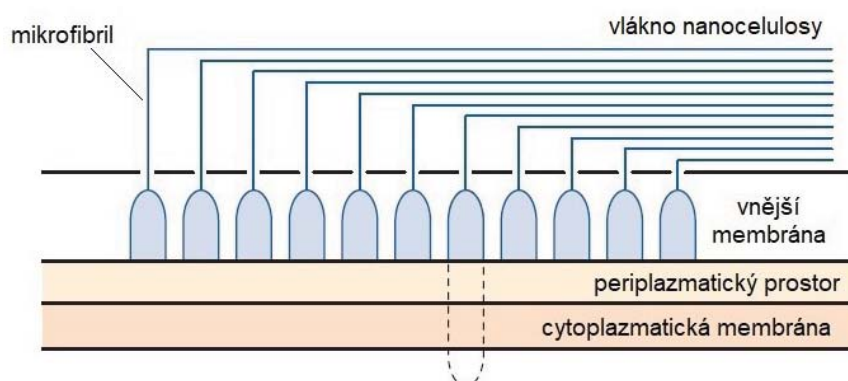 mikrofibril
vlákno nanocelulosy
vnější
membrána
periplazmatický prostor
cytoplazmatická membrána